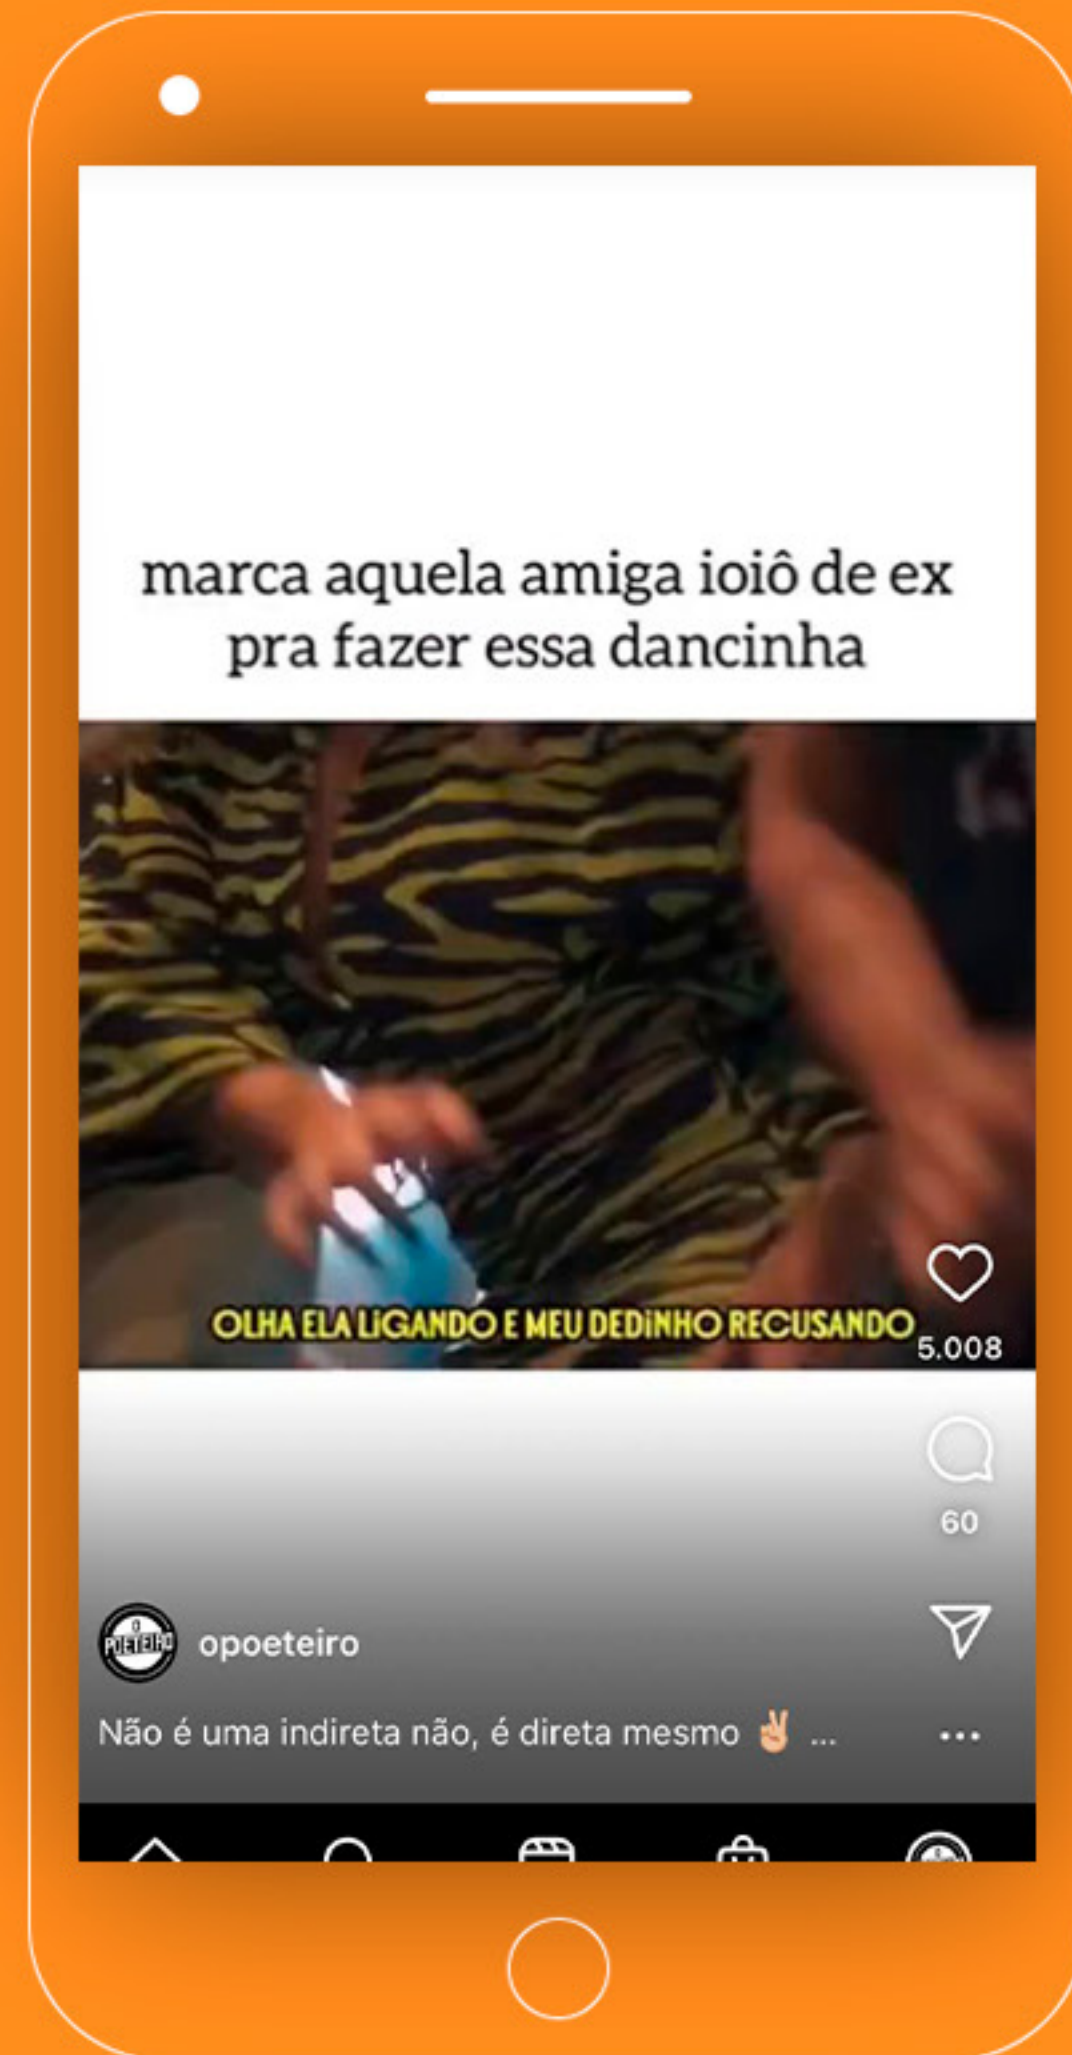 marca aquela amiga ioiô de ex
pra fazer essa dancinha
OLHA ELA LIGANDO E MEU DEDINHO RECUSANDO
5.008
60
O
POETEIRO
opoeteiro
Não é uma indireta não, é direta mesmo ✌🏼 ...